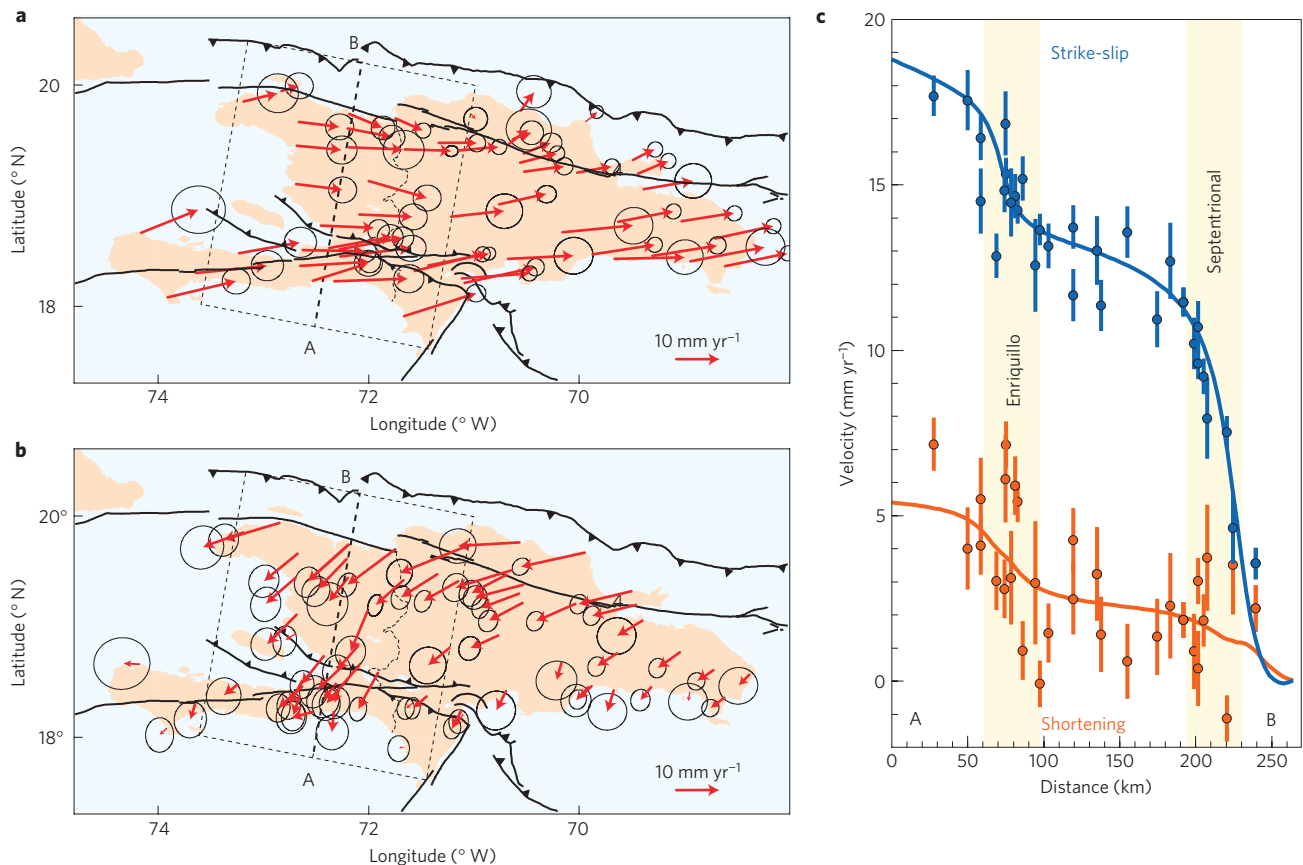 a
B
20
18
A
10 mm yr⁻¹
74
72
70
Longitude (° W)
Latitude (° N)
4
b
B
20°
18°
A
10 mm yr⁻¹
74
72
70
Longitude (° W)
Latitude (° N)
4
c
20
15
10
5
0
Velocity (mm yr⁻¹)
Strike-slip
Enriquillo
Septentrional
A
Shortening
B
0
50
100
150
200
250
Distance (km)